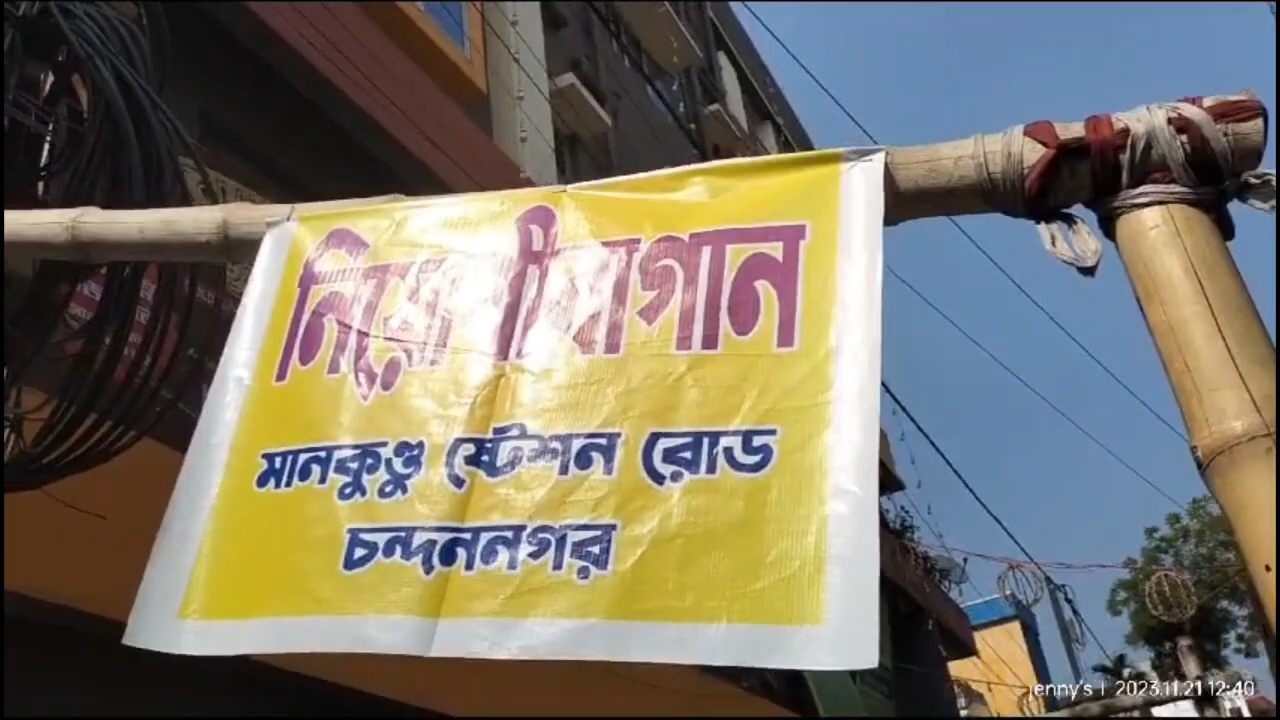 নিয়োগীবাগান
মানকুণ্ডু ষ্টেশন রোড
চন্দননগর
jenny's | 2023.11.21 12:40